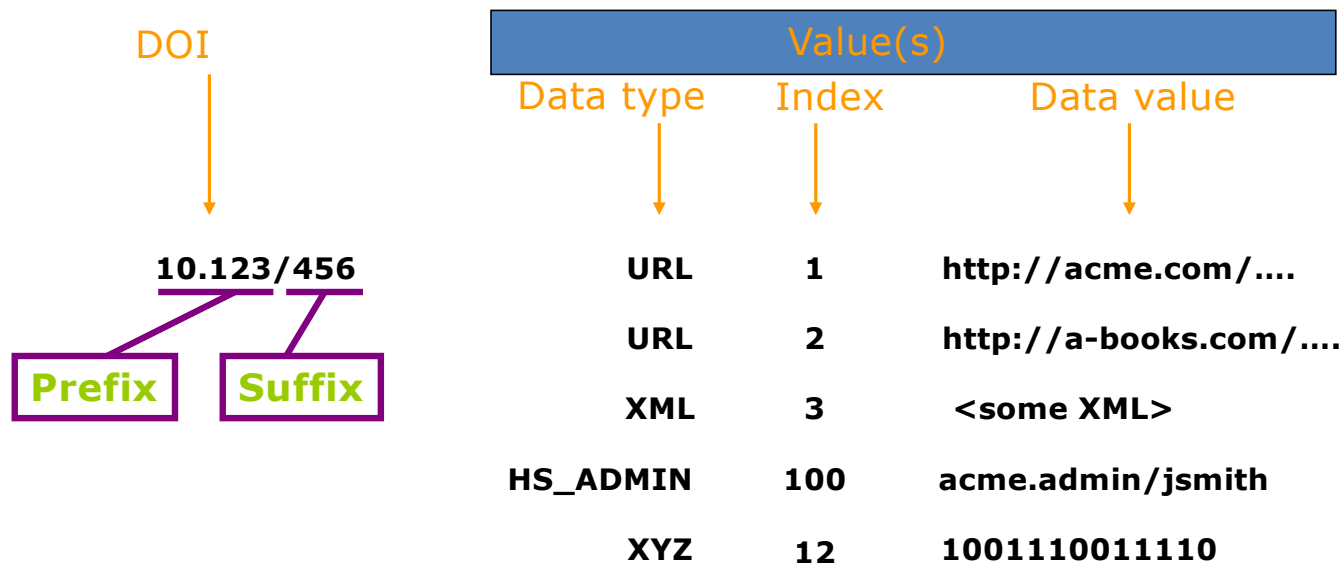 DOI Value(s)
Data type Index Data value
10.123/456 URL 1 http://acme.com/….
URL 2 http://a-books.com/….
Prefix Suffix XML 3 <some XML>
HS_ADMIN 100 acme.admin/jsmith
XYZ 12 1001110011110